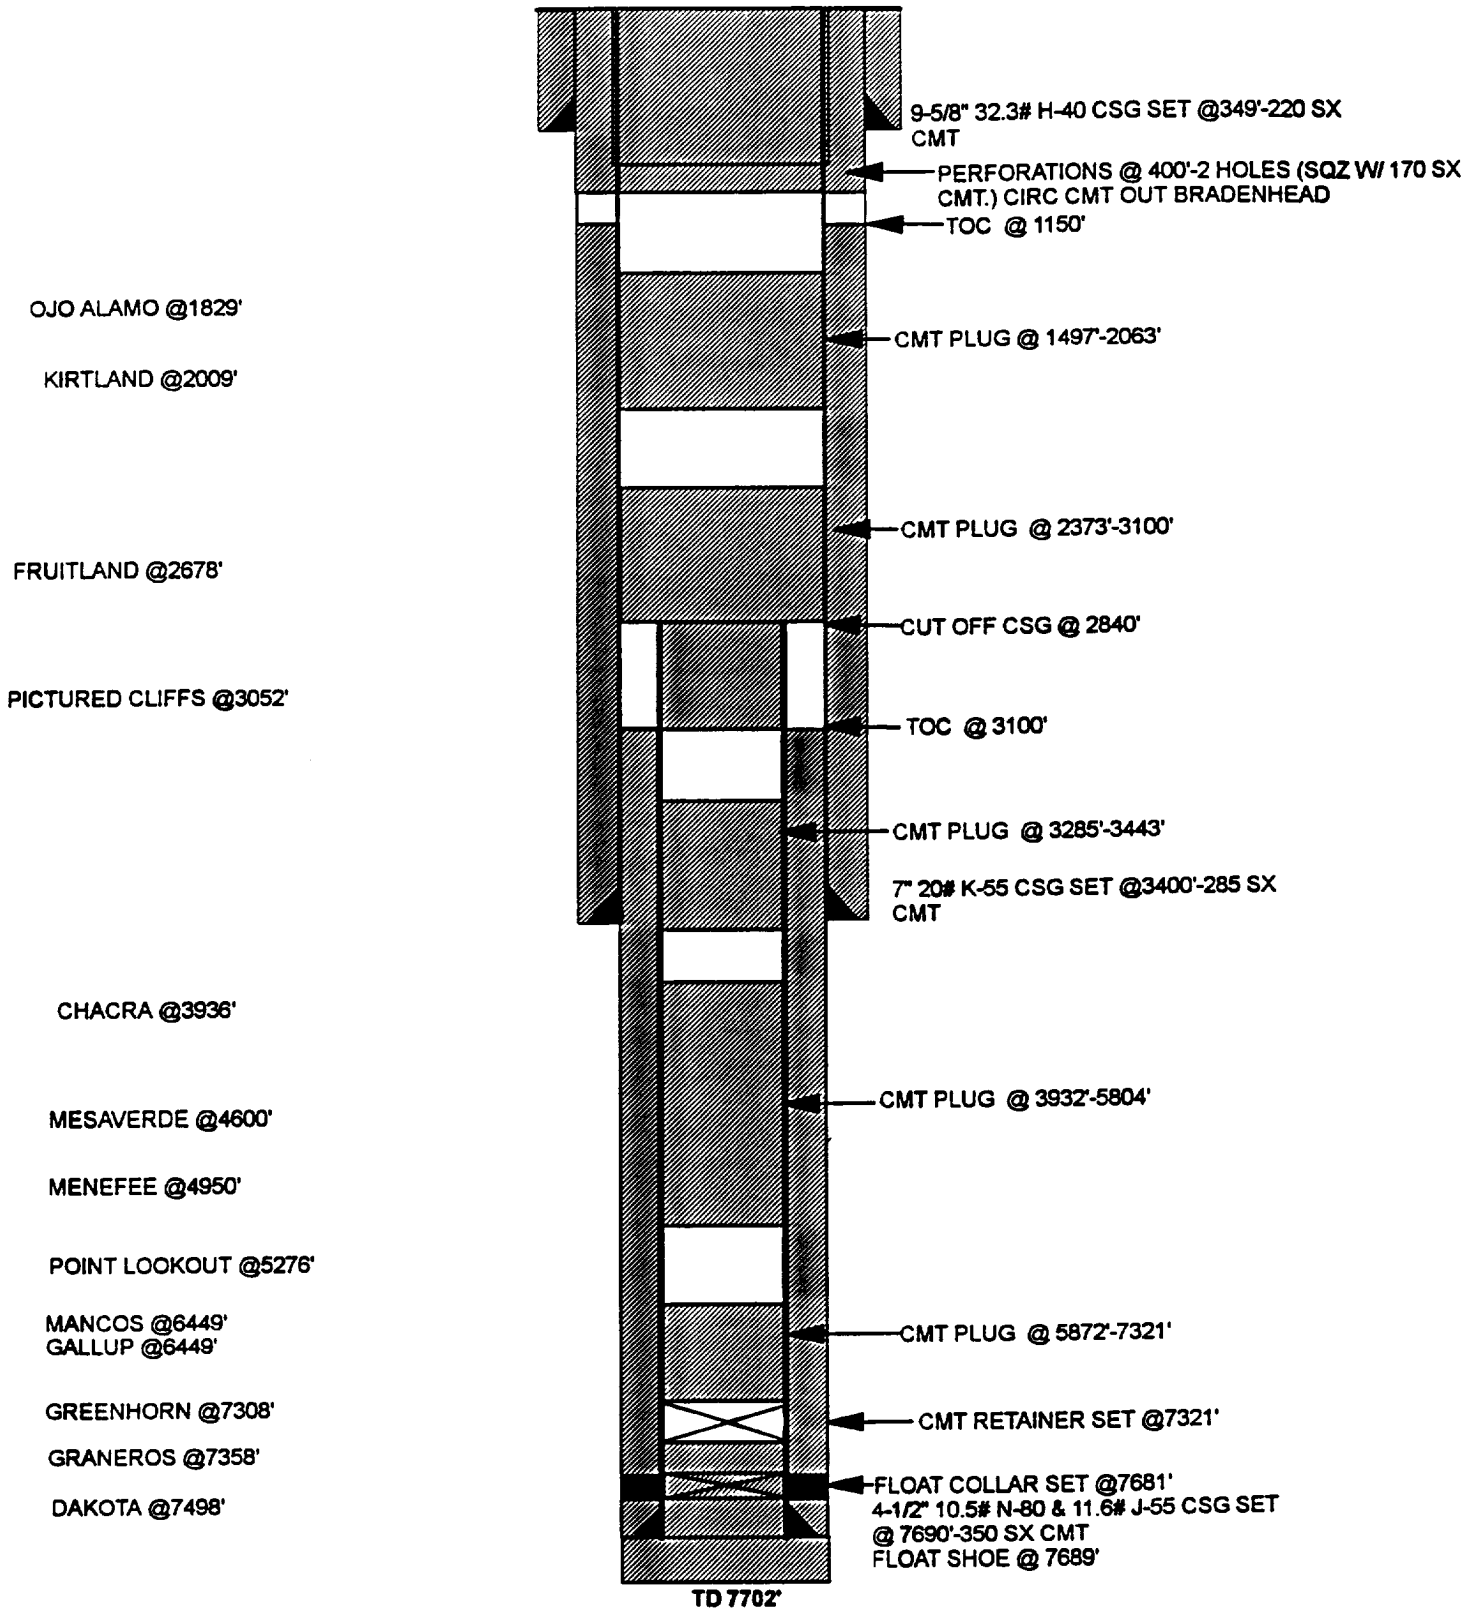 9-5/8" 32.3# H-40 CSG SET @349'-220 SX
CMT
PERFORATIONS @ 400'-2 HOLES (SQZ W/ 170 SX
CMT.) CIRC CMT OUT BRADENHEAD
TOC @ 1150'
OJO ALAMO @1829'
CMT PLUG @ 1497'-2063'
KIRTLAND @2009'
CMT PLUG @ 2373'-3100'
FRUITLAND @2678'
CUT OFF CSG @ 2840'
PICTURED CLIFFS @3052'
TOC @ 3100'
CMT PLUG @ 3285'-3443'
7" 20# K-55 CSG SET @3400'-285 SX
CMT
CHACRA @3936'
CMT PLUG @ 3932'-5804'
MESAVERDE @4600'
MENEFEE @4950'
POINT LOOKOUT @5276'
MANCOS @6449'
GALLUP @6449'
CMT PLUG @ 5872'-7321'
GREENHORN @7308'
CMT RETAINER SET @7321'
GRANEROS @7358'
FLOAT COLLAR SET @7681'
DAKOTA @7498'
4-1/2" 10.5# N-80 & 11.6# J-55 CSG SET
@ 7690'-350 SX CMT
FLOAT SHOE @ 7689'
TD 7702'